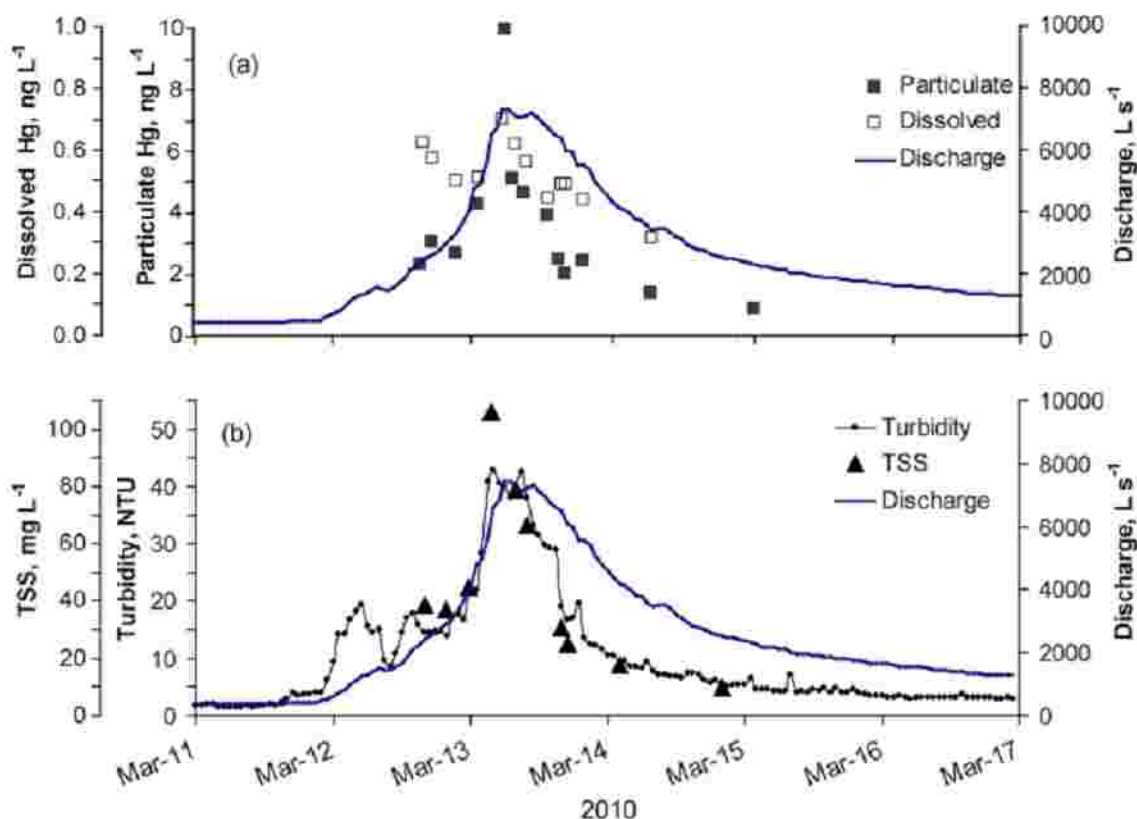 (a)
Dissolved Hg, ng L⁻¹
1.0
0.8
0.6
0.4
0.2
0.0
Particulate Hg, ng L⁻¹
10
8
6
4
2
0
Particulate
Dissolved
Discharge
10000
8000
6000
4000
2000
0
Discharge, L s⁻¹
(b)
TSS, mg L⁻¹
100
80
60
40
20
0
Turbidity, NTU
50
40
30
20
10
0
Turbidity
TSS
Discharge
10000
8000
6000
4000
2000
0
Discharge, L s⁻¹
Mar-11
Mar-12
Mar-13
Mar-14
Mar-15
Mar-16
Mar-17
2010